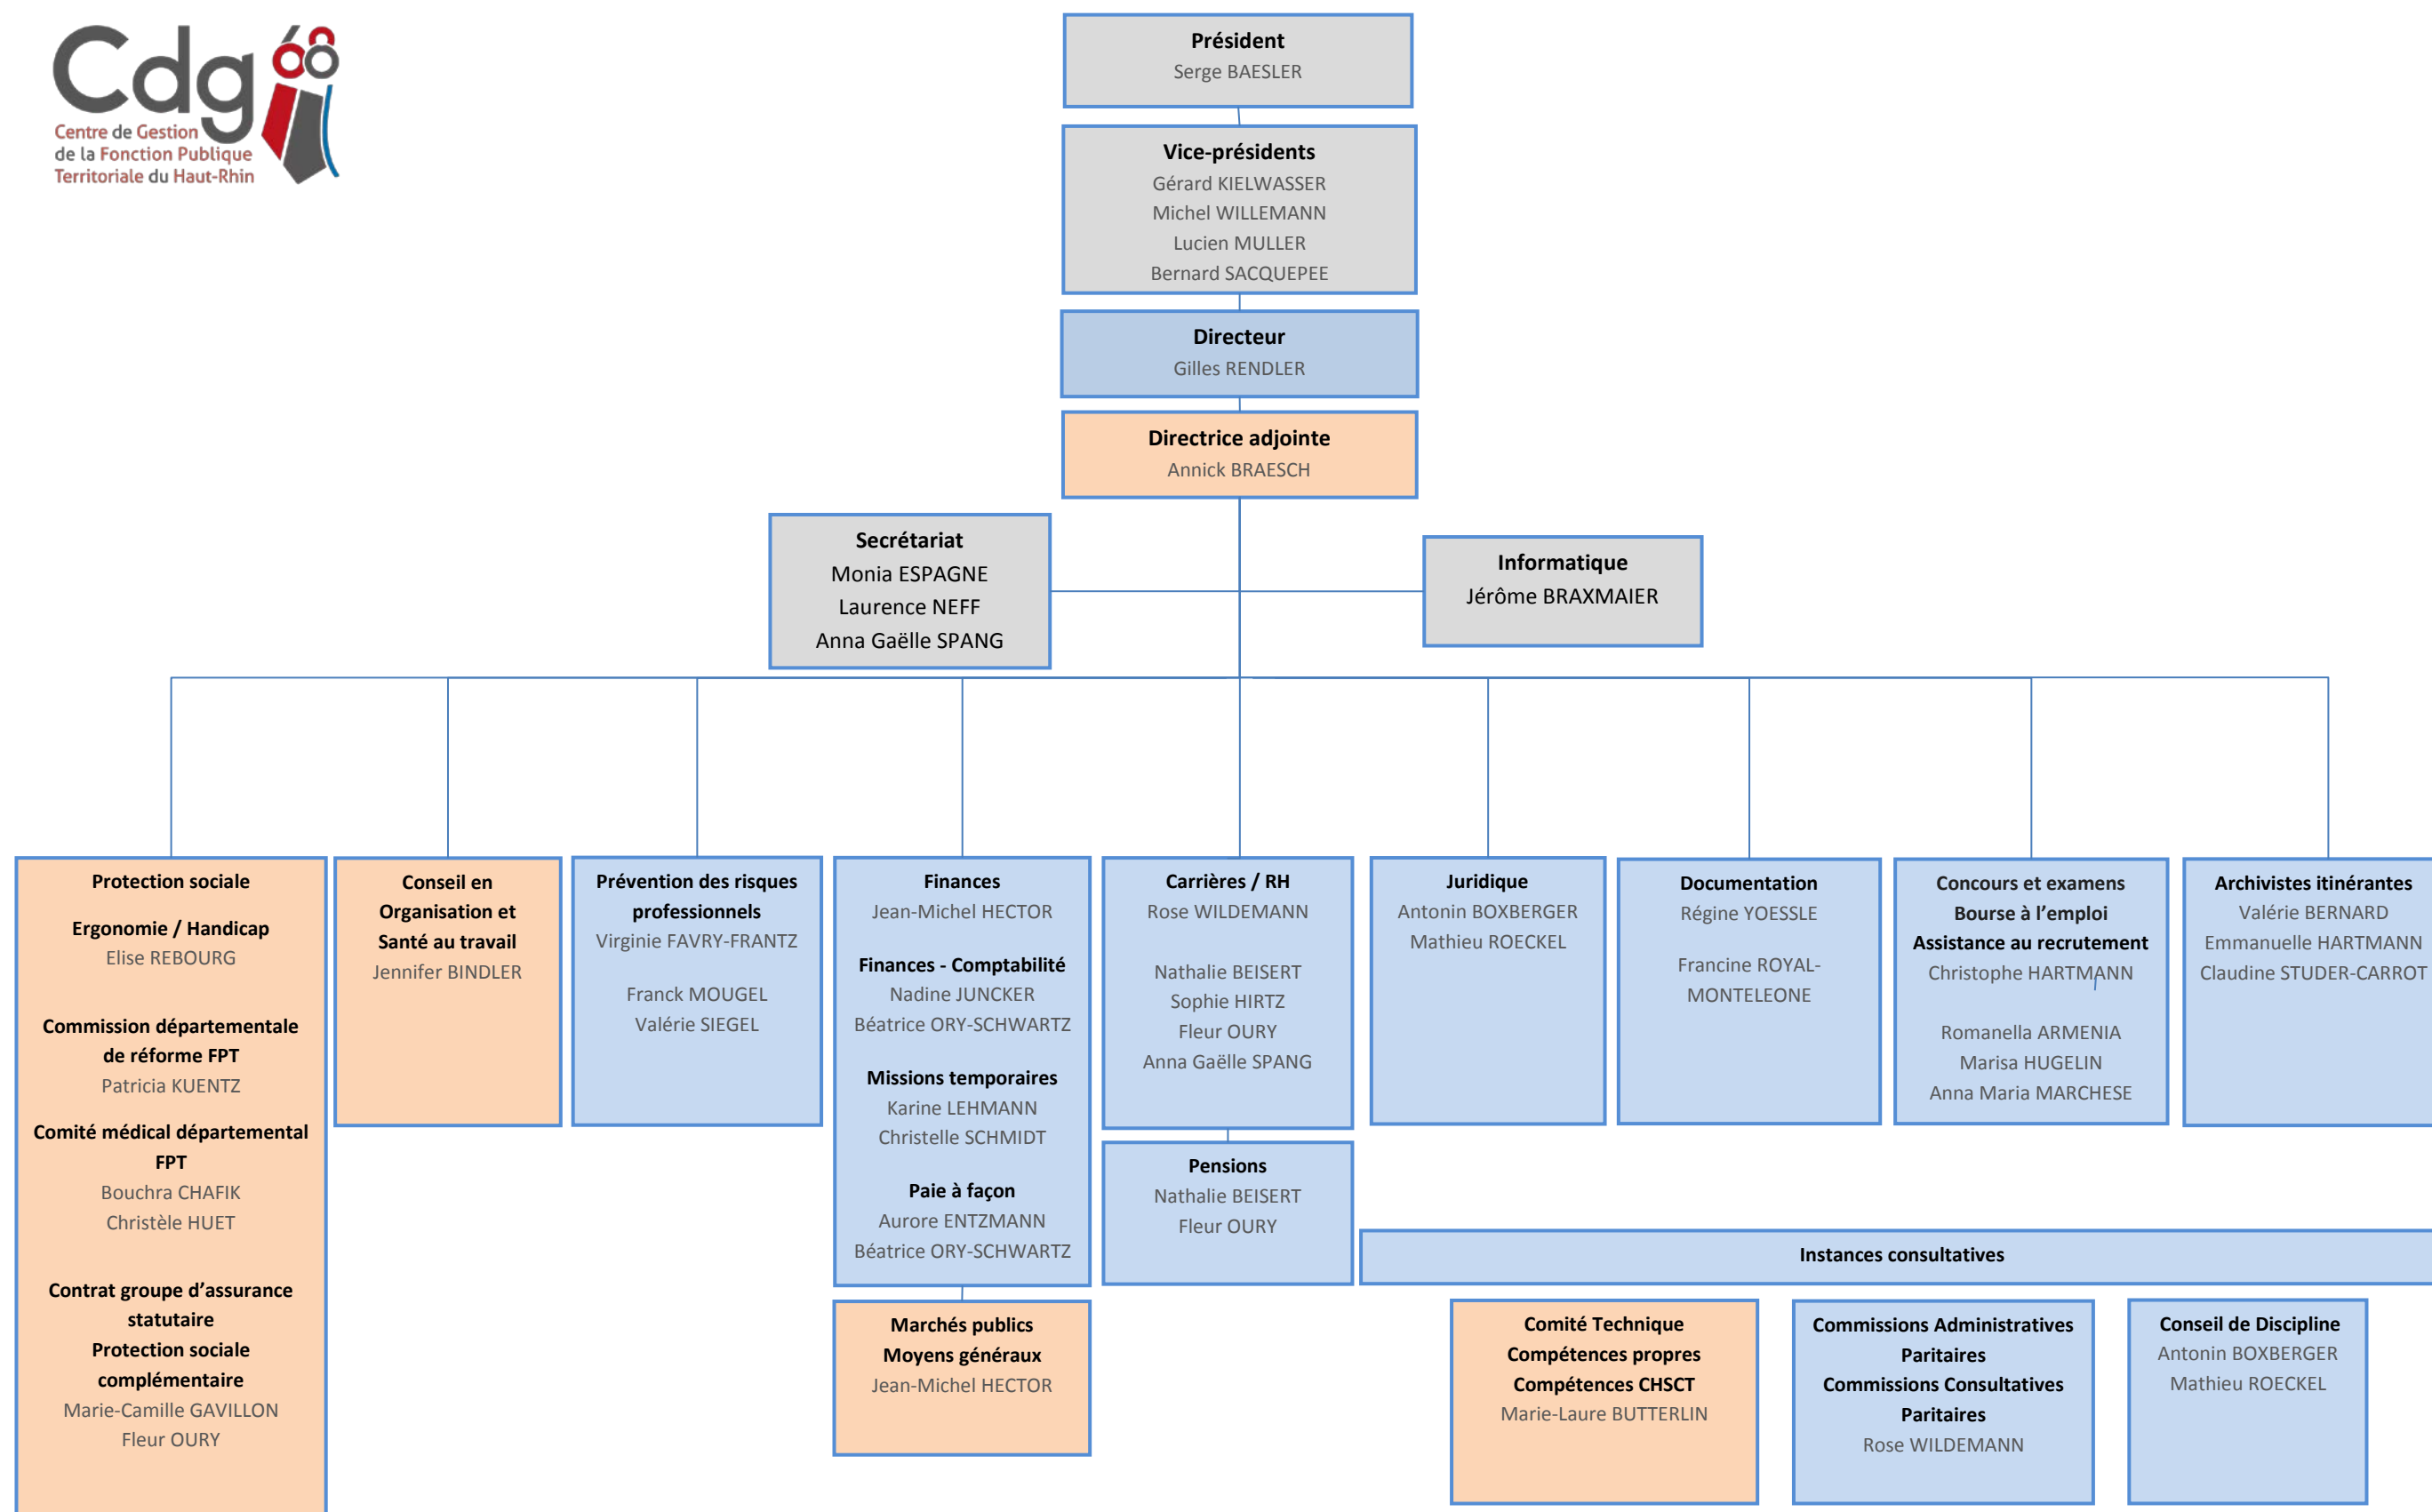 Cdg 68
Centre de Gestion
de la Fonction Publique
Territoriale du Haut-Rhin
Président
Serge BAESLER
Vice-présidents
Gérard KIELWASSER
Michel WILLEMANN
Lucien MULLER
Bernard SACQUEPEE
Directeur
Gilles RENDLER
Directrice adjointe
Annick BRAESCH
Secrétariat
Monia ESPAGNE
Laurence NEFF
Anna Gaëlle SPANG
Informatique
Jérôme BRAXMAIER
Protection sociale
Ergonomie / Handicap
Elise REBOURG
Commission départementale
de réforme FPT
Patricia KUENTZ
Comité médical départemental
FPT
Bouchra CHAFIK
Christèle HUET
Contrat groupe d’assurance
statutaire
Protection sociale
complémentaire
Marie-Camille GAVILLON
Fleur OURY
Conseil en
Organisation et
Santé au travail
Jennifer BINDLER
Prévention des risques
professionnels
Virginie FAVRY-FRANTZ
Franck MOUGEL
Valérie SIEGEL
Finances
Jean-Michel HECTOR
Finances - Comptabilité
Nadine JUNCKER
Béatrice ORY-SCHWARTZ
Missions temporaires
Karine LEHMANN
Christelle SCHMIDT
Paie à façon
Aurore ENTZMANN
Béatrice ORY-SCHWARTZ
Marchés publics
Moyens généraux
Jean-Michel HECTOR
Carrières / RH
Rose WILDEMANN
Nathalie BEISERT
Sophie HIRTZ
Fleur OURY
Anna Gaëlle SPANG
Pensions
Nathalie BEISERT
Fleur OURY
Juridique
Antonin BOXBERGER
Mathieu ROECKEL
Documentation
Régine YOESSLE
Francine ROYAL-
MONTELEONE
Concours et examens
Bourse à l’emploi
Assistance au recrutement
Christophe HARTMANN
Romanella ARMENIA
Marisa HUGELIN
Anna Maria MARCHESE
Archivistes itinérantes
Valérie BERNARD
Emmanuelle HARTMANN
Claudine STUDER-CARROT
Instances consultatives
Comité Technique
Compétences propres
Compétences CHSCT
Marie-Laure BUTTERLIN
Commissions Administratives
Paritaires
Commissions Consultatives
Paritaires
Rose WILDEMANN
Conseil de Discipline
Antonin BOXBERGER
Mathieu ROECKEL